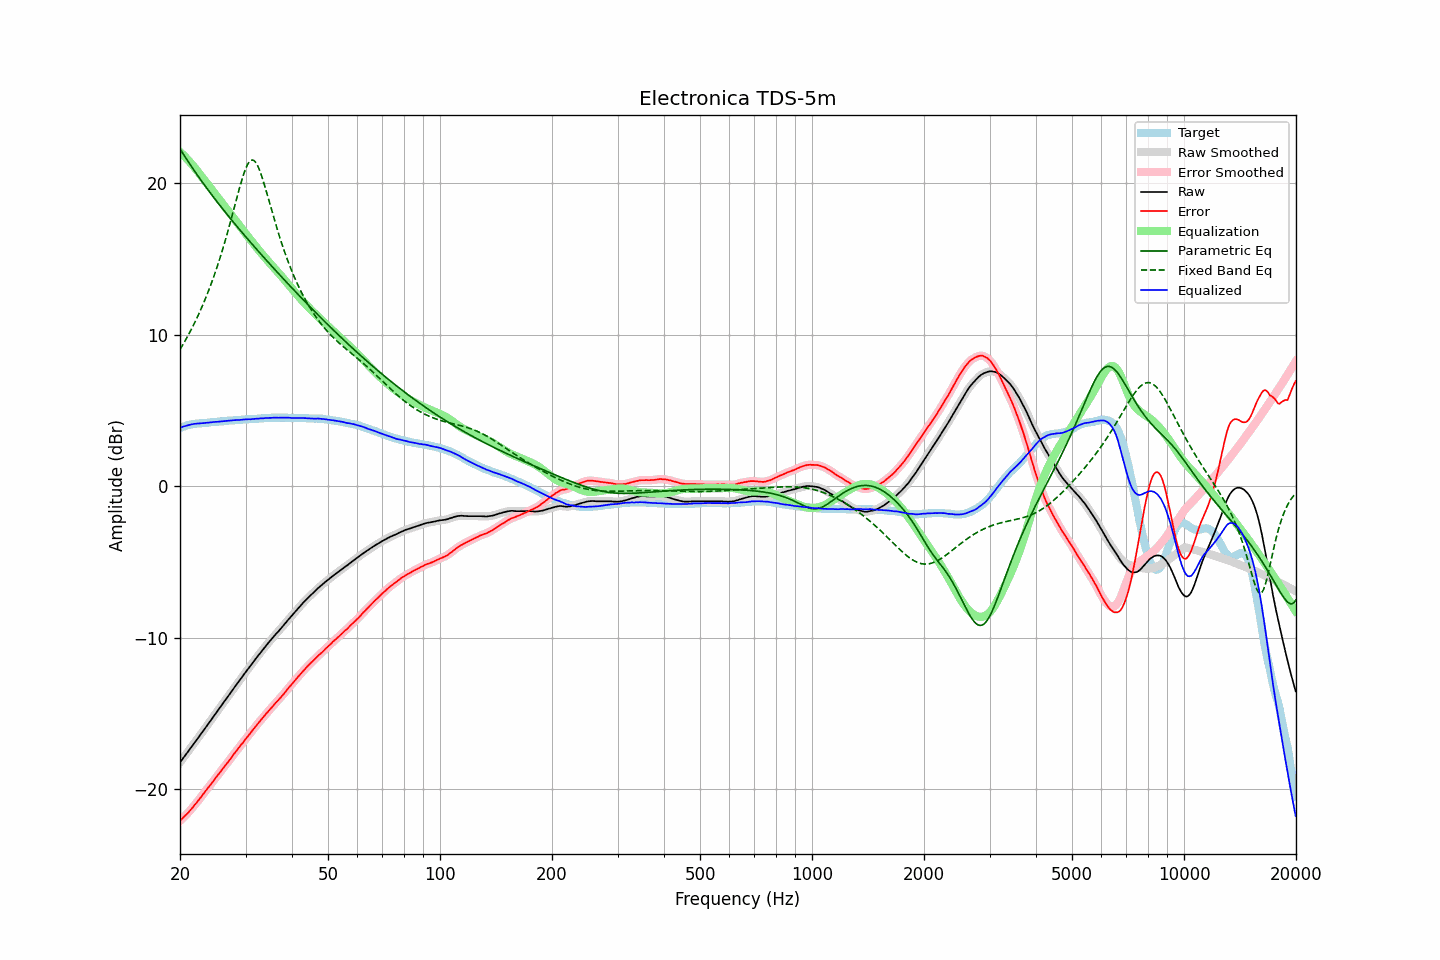 Electronica TDS-5m
Target
Raw Smoothed
Error Smoothed
Raw
Error
Equalization
Parametric Eq
Fixed Band Eq
Equalized
Amplitude (dBr)
20
10
0
−10
−20
20 50 100 200 500 1000 2000 5000 10000 20000
Frequency (Hz)